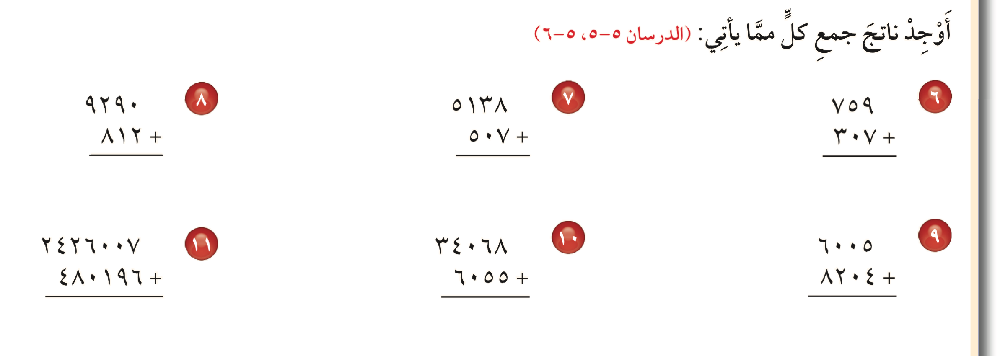 أَوْجِدْ ناتجَ جمعِ كلٍّ ممَّا يأتِي: (الدرسان ٥-٥، ٥-٦)
٦ ٧ ٨
٧٥٩ ٥١٣٨ ٩٢٩٠
+ ٣٠٧ + ٥٠٧ + ٨١٢
٩ ١٠ ١١
٦٠٠٥ ٣٤٠٦٨ ٢٤٢٦٠٠٧
+ ٨٢٠٤ + ٦٠٥٥ + ٤٨٠١٩٦